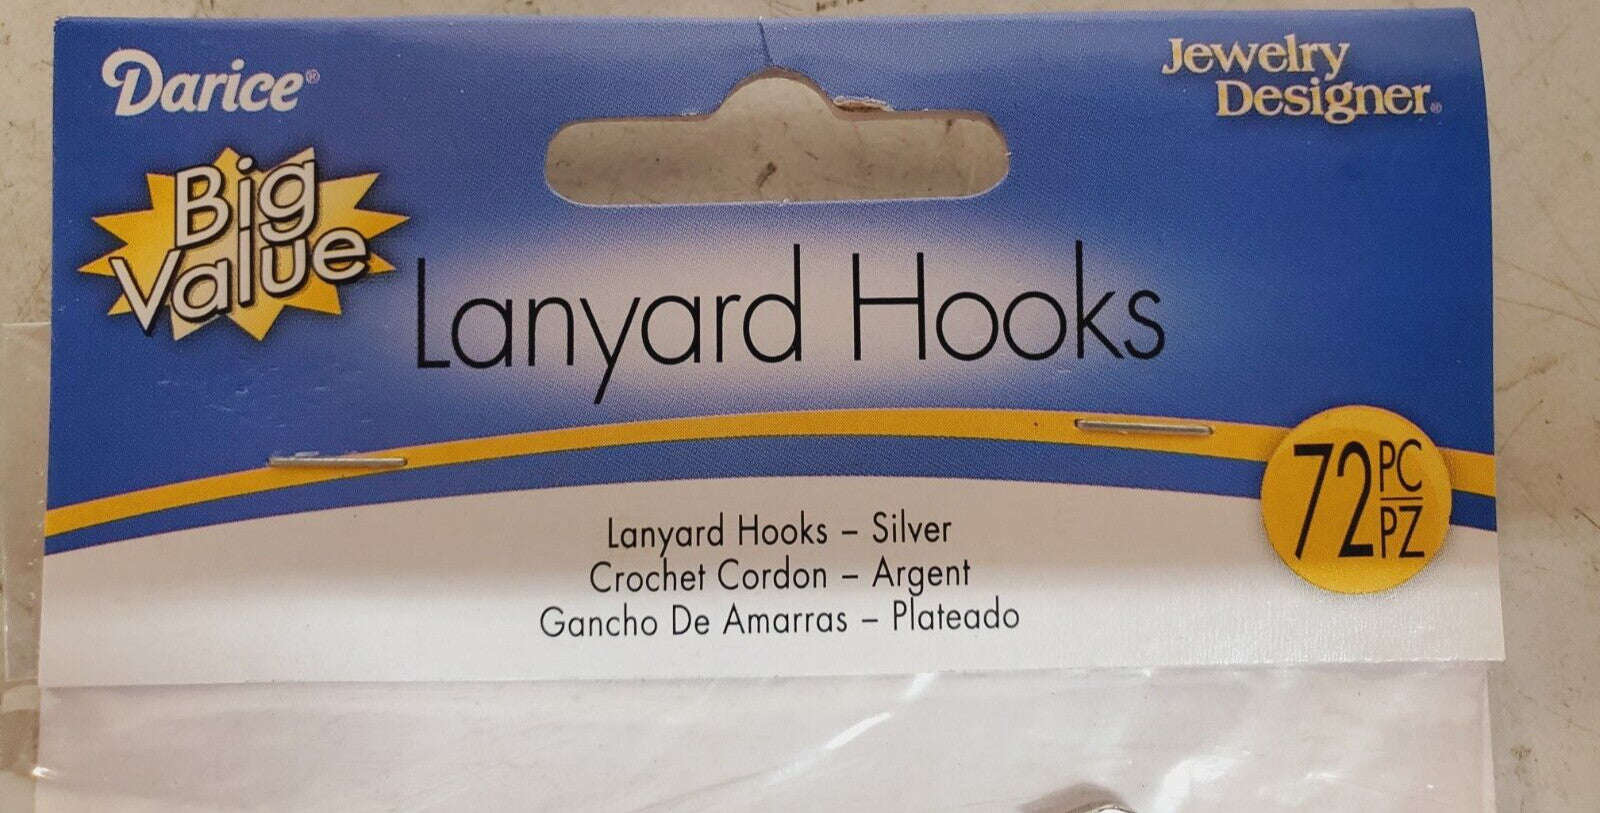 Darice®
Jewelry
Designer®
Big
Value
Lanyard Hooks
72 PC
PZ
Lanyard Hooks – Silver
Crochet Cordon – Argent
Gancho De Amarras – Plateado